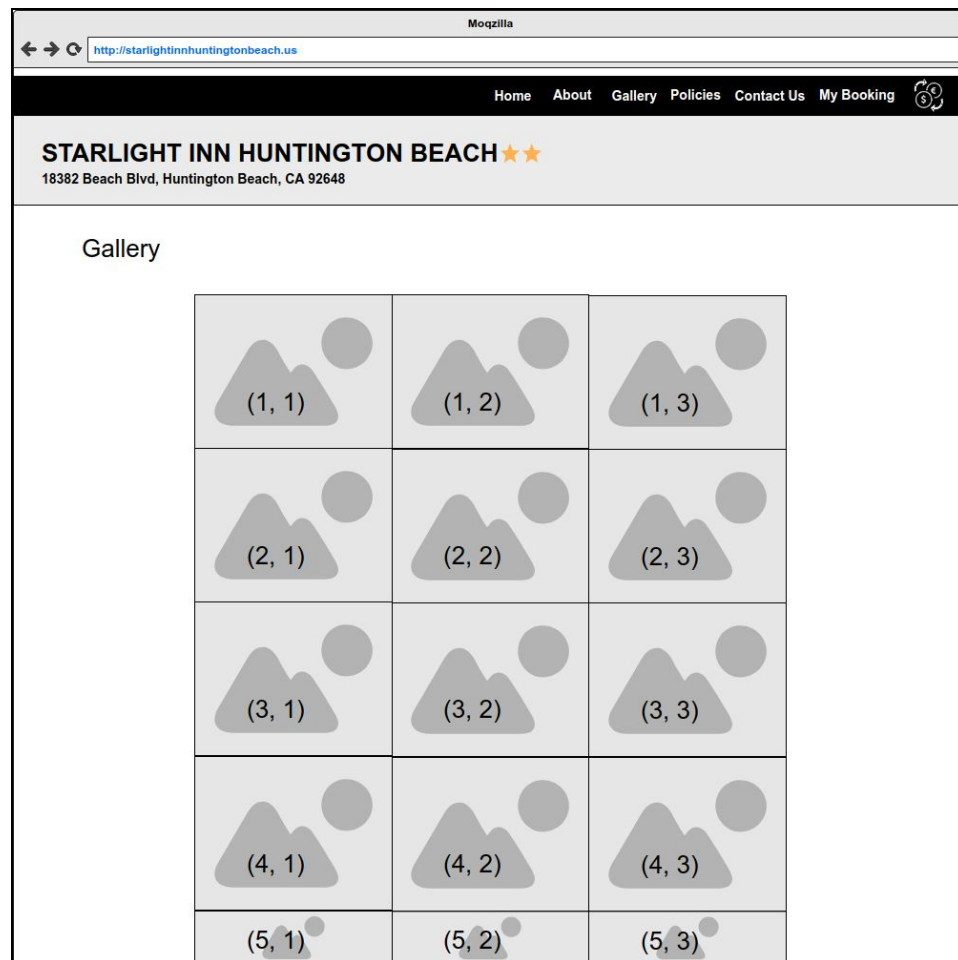 Moqzilla
http://starlightinnhuntingtonbeach.us
Home About Gallery Policies Contact Us My Booking
STARLIGHT INN HUNTINGTON BEACH
18382 Beach Blvd, Huntington Beach, CA 92648
Gallery
(1, 1) (1, 2) (1, 3)
(2, 1) (2, 2) (2, 3)
(3, 1) (3, 2) (3, 3)
(4, 1) (4, 2) (4, 3)
(5, 1) (5, 2) (5, 3)